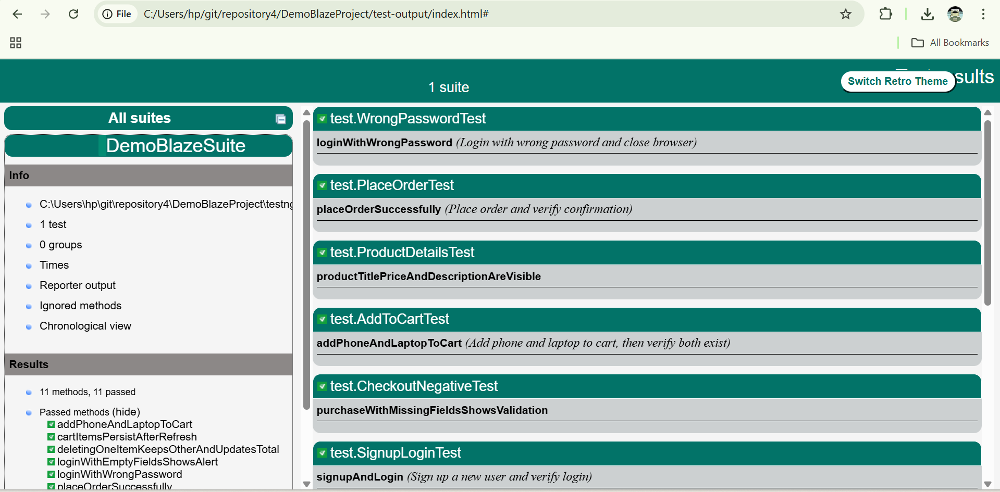 File C:/Users/hp/git/repository4/DemoBlazeProject/test-output/index.html#
All Bookmarks
1 suite
Switch Retro Theme
sults
All suites
DemoBlazeSuite
Info
C:\Users\hp\git\repository4\DemoBlazeProject\testng
1 test
0 groups
Times
Reporter output
Ignored methods
Chronological view
Results
11 methods, 11 passed
Passed methods (hide)
addPhoneAndLaptopToCart
cartItemsPersistAfterRefresh
deletingOneItemKeepsOtherAndUpdatesTotal
loginWithEmptyFieldsShowsAlert
loginWithWrongPassword
placeOrderSuccessfully
test.WrongPasswordTest
loginWithWrongPassword (Login with wrong password and close browser)
test.PlaceOrderTest
placeOrderSuccessfully (Place order and verify confirmation)
test.ProductDetailsTest
productTitlePriceAndDescriptionAreVisible
test.AddToCartTest
addPhoneAndLaptopToCart (Add phone and laptop to cart, then verify both exist)
test.CheckoutNegativeTest
purchaseWithMissingFieldsShowsValidation
test.SignupLoginTest
signupAndLogin (Sign up a new user and verify login)